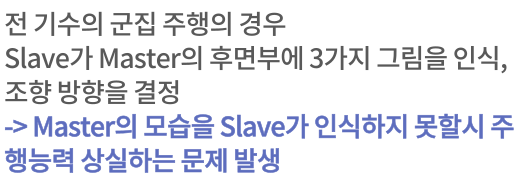 전 기수의 군집 주행의 경우
Slave가 Master의 후면부에 3가지 그림을 인식,
조향 방향을 결정
-> Master의 모습을 Slave가 인식하지 못할시 주
행능력 상실하는 문제 발생